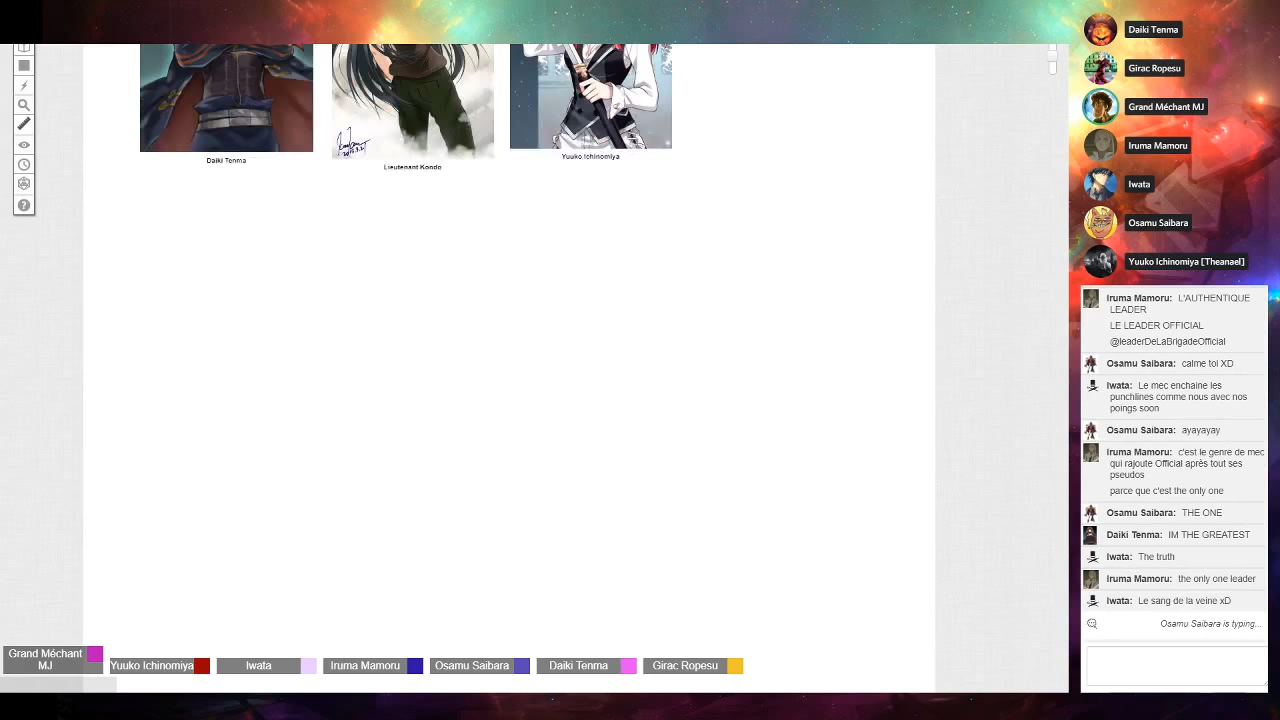 Daiki Tenma
Lieutenant Kondo
Yuuko Ichinomiya
Daiki Tenma
Girac Ropesu
Grand Méchant MJ
Iruma Mamoru
Iwata
Osamu Saibara
Yuuko Ichinomiya [Theanael]
Iruma Mamoru: L'AUTHENTIQUE
LEADER
LE LEADER OFFICIAL
@leaderDeLaBrigadeOfficial
Osamu Saibara: calme toi XD
Iwata: Le mec enchaine les
punchlines comme nous avec nos
poings soon
Osamu Saibara: ayayayay
Iruma Mamoru: c'est le genre de mec
qui rajoute Official après tout ses
pseudos
parce que c'est the only one
Osamu Saibara: THE ONE
Daiki Tenma: IM THE GREATEST
Iwata: The truth
Iruma Mamoru: the only one leader
Iwata: Le sang de la veine xD
Osamu Saibara is typing...
Grand Méchant
MJ
Yuuko Ichinomiya
Iwata
Iruma Mamoru
Osamu Saibara
Daiki Tenma
Girac Ropesu